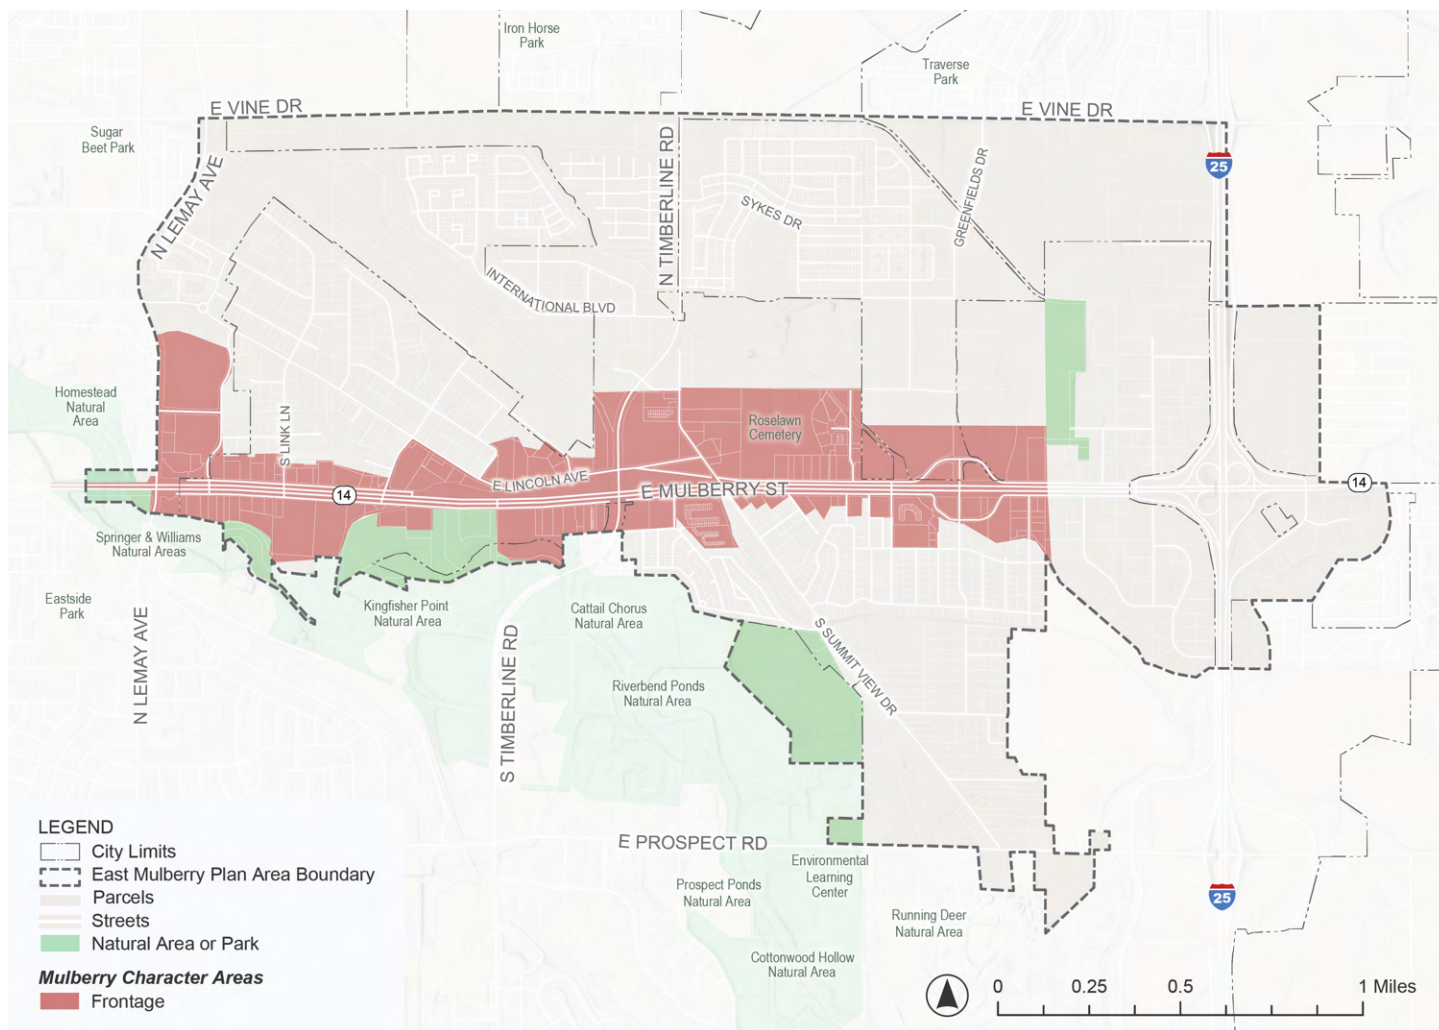 Iron Horse
Park
Traverse
Park
E VINE DR
E VINE DR
Sugar
Beet Park
N LEMAY AVE
N TIMBERLINE RD
SYKES DR
GREENFIELDS DR
25
INTERNATIONAL BLVD
Homestead
Natural
Area
S LINK LN
Roselawn
Cemetery
E LINCOLN AVE
14
E MULBERRY ST
14
Springer & Williams
Natural Areas
Eastside
Park
N LEMAY AVE
Kingfisher Point
Natural Area
Cattail Chorus
Natural Area
S TIMBERLINE RD
S SUMMIT VIEW DR
Riverbend Ponds
Natural Area
E PROSPECT RD
Environmental
Learning
Center
Prospect Ponds
Natural Area
Running Deer
Natural Area
25
Cottonwood Hollow
Natural Area
LEGEND
City Limits
East Mulberry Plan Area Boundary
Parcels
Streets
Natural Area or Park
Mulberry Character Areas
Frontage
0 0.25 0.5 1 Miles